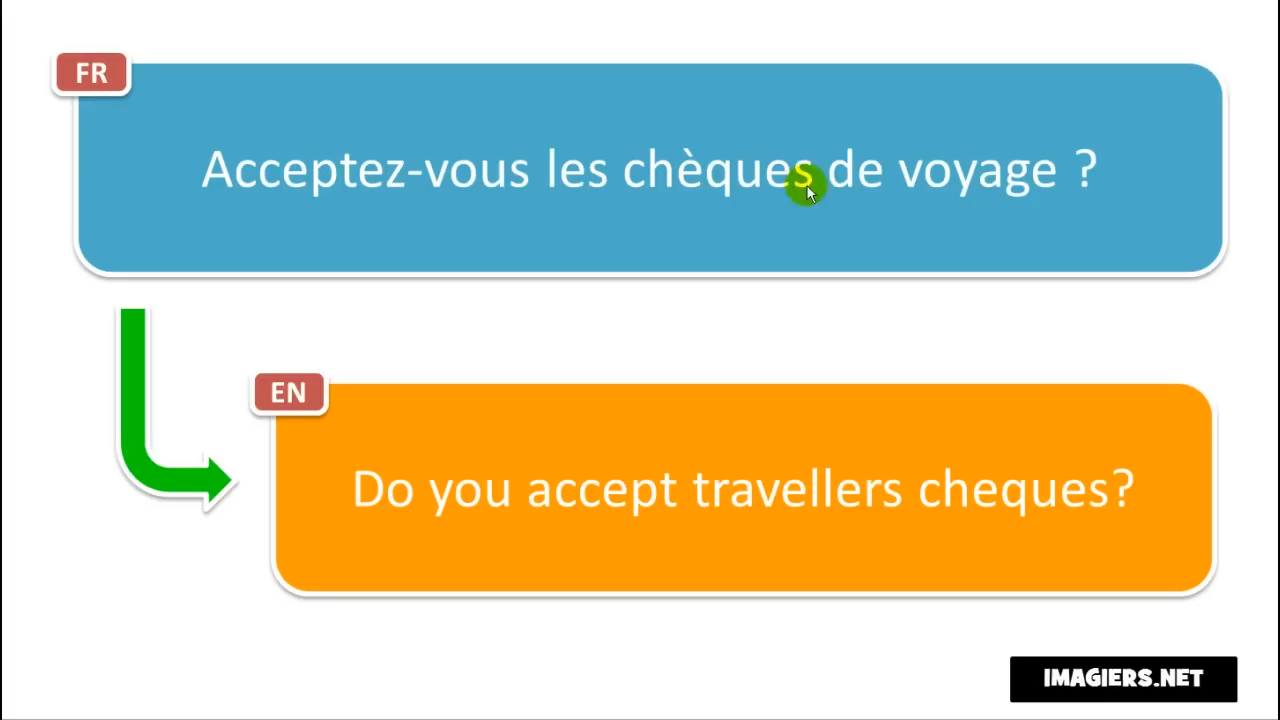 FR
Acceptez-vous les chèques de voyage ?
EN
Do you accept travellers cheques?
IMAGIERS.NET